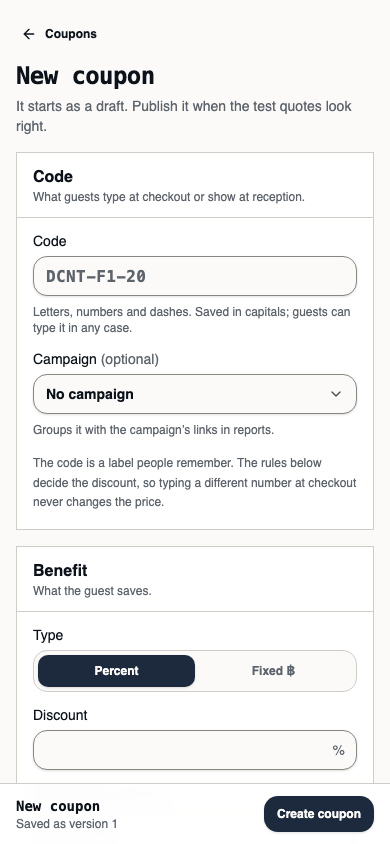 Coupons
New coupon
It starts as a draft. Publish it when the test quotes look
right.
Code
What guests type at checkout or show at reception.
Code
DCNT-F1-20
Letters, numbers and dashes. Saved in capitals; guests can
type it in any case.
Campaign (optional)
No campaign
Groups it with the campaign's links in reports.
The code is a label people remember. The rules below
decide the discount, so typing a different number at checkout
never changes the price.
Benefit
What the guest saves.
Type
Percent
Fixed ฿
Discount
%
New coupon
Saved as version 1
Create coupon